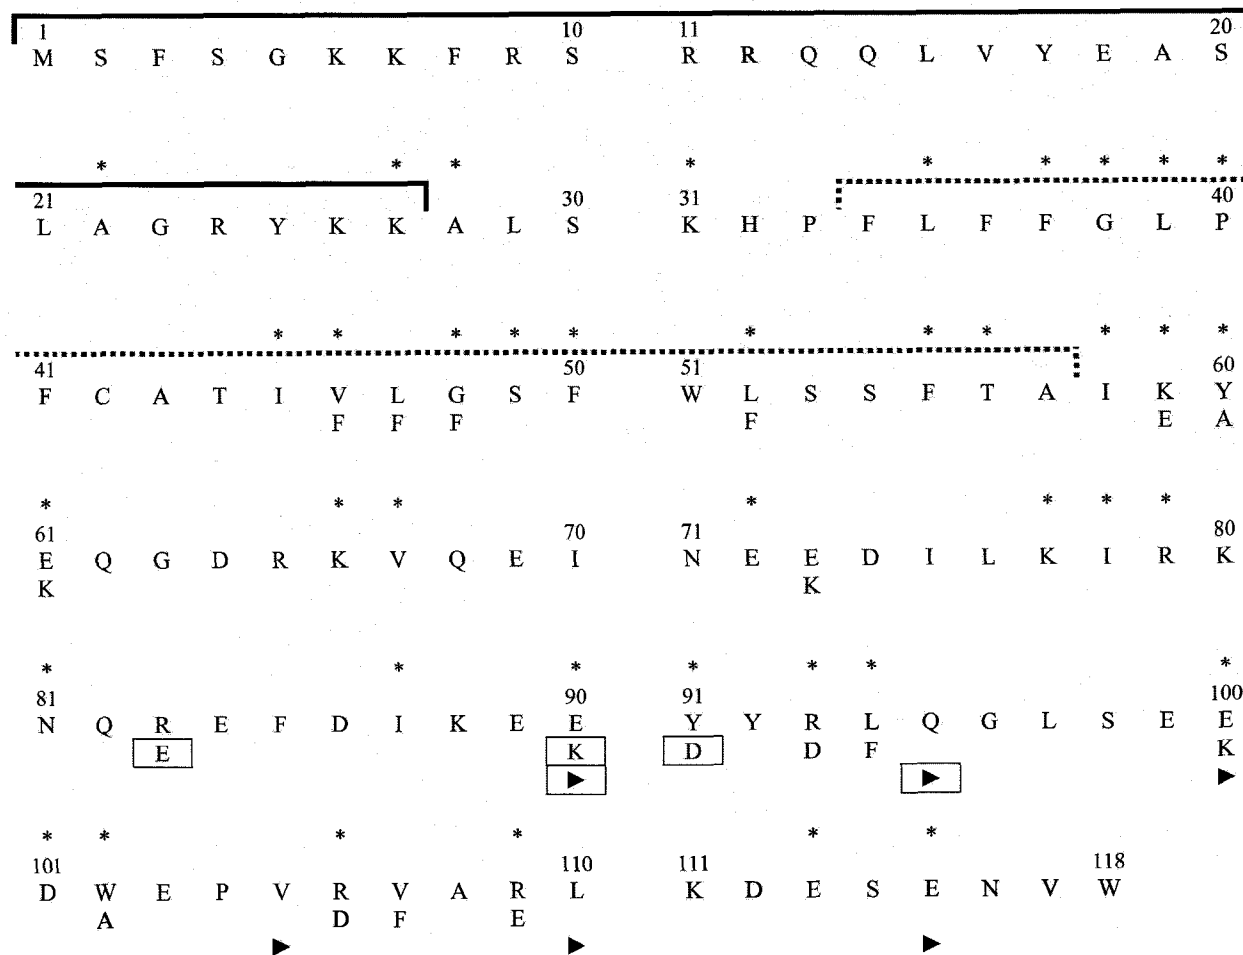 1 10 11 20
M S F S G K K F R S R R Q Q L V Y E A S
* * * * * * * * *
21 30 31 40
L A G R Y K K A L S K H P F L F F G L P
* * * * * * * * * * *
41 50 51 60
F C A T I V L G S F W L S S F T A I K Y
F F F F E A
* * * * * * *
61 70 71 80
E Q G D R K V Q E I N E E D I L K I R K
K K
* * * * * * *
81 90 91 100
N Q R E F D I K E E Y Y R L Q G L S E E
E K D D F K
► ► ►
* * * * * *
101 110 111 118
D W E P V R V A R L K D E S E N V W
A D F E
► ► ►